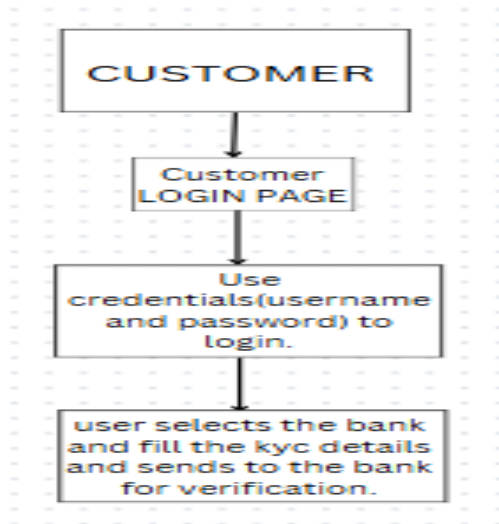 CUSTOMER
Customer
LOGIN PAGE
Use
credentials(username
and password) to
login.
user selects the bank
and fill the kyc details
and sends to the bank
for verification.